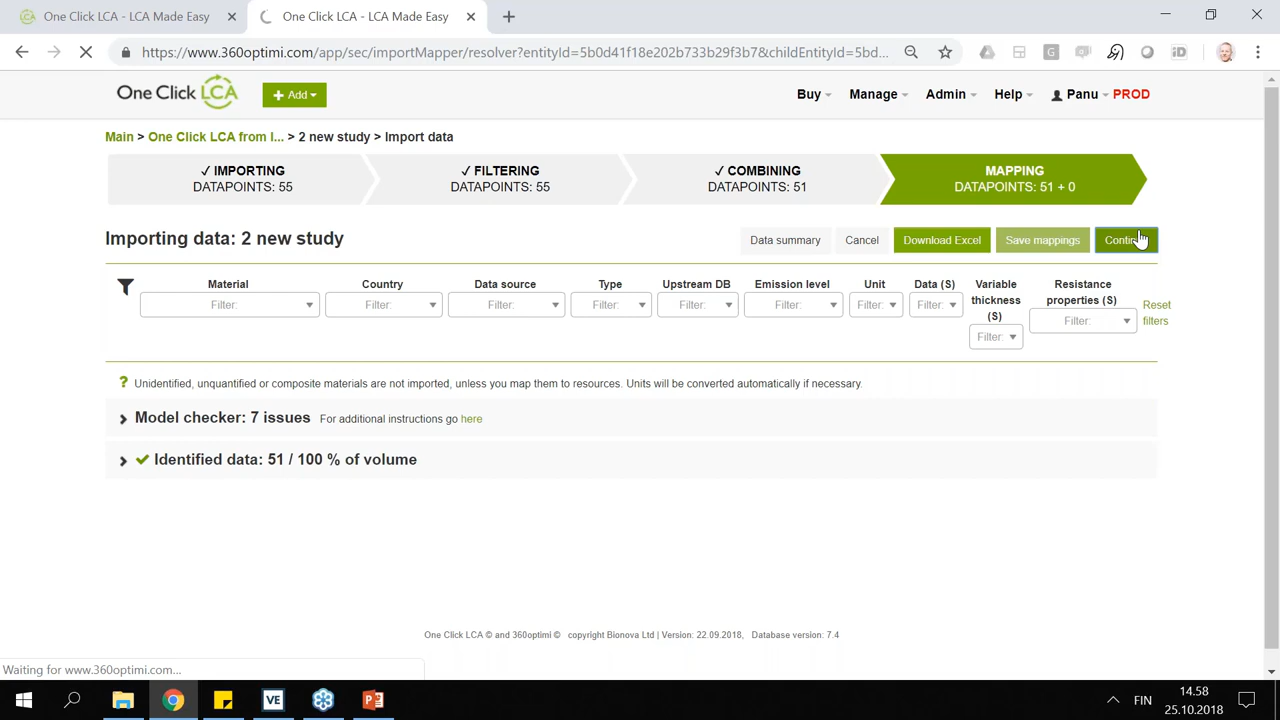 One Click LCA - LCA Made Easy
One Click LCA - LCA Made Easy
https://www.360optimi.com/app/sec/importMapper/resolver?entityId=5b0d41f18e202b733b29f3b7&childEntityId=5bd...
One Click LCA
Add
Buy Manage Admin Help Panu PROD
Main > One Click LCA from I... > 2 new study > Import data
✓ IMPORTING
DATAPOINTS: 55
✓ FILTERING
DATAPOINTS: 55
✓ COMBINING
DATAPOINTS: 51
MAPPING
DATAPOINTS: 51 + 0
Importing data: 2 new study
Data summary Cancel Download Excel Save mappings
Material
Filter:
Country
Filter:
Data source
Filter:
Type
Filter:
Upstream DB
Filter:
Emission level
Filter:
Unit
Filter:
Data (S)
Filter:
Variable
thickness
(S)
Filter:
Resistance
properties (S)
Filter:
Reset
filters
? Unidentified, unquantified or composite materials are not imported, unless you map them to resources. Units will be converted automatically if necessary.
Model checker: 7 issues For additional instructions go here
Identified data: 51 / 100 % of volume
One Click LCA © and 360optimi © copyright Bionova Ltd | Version: 22.09.2018, Database version: 7.4
Waiting for www.360optimi.com...
VE
FIN
14.58
25.10.2018